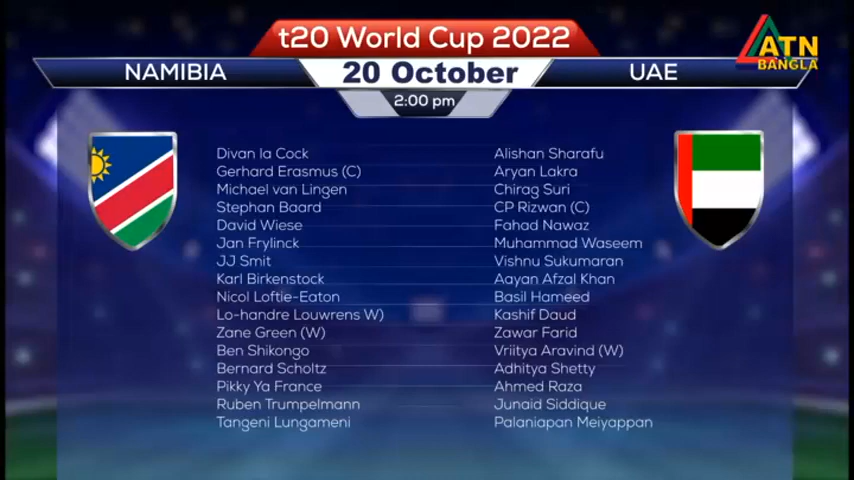 t20 World Cup 2022
ATN
BANGLA
NAMIBIA
20 October
UAE
2:00 pm
Divan la Cock
Alishan Sharafu
Gerhard Erasmus (C)
Aryan Lakra
Michael van Lingen
Chirag Suri
Stephan Baard
CP Rizwan (C)
David Wiese
Fahad Nawaz
Jan Frylinck
Muhammad Waseem
JJ Smit
Vishnu Sukumaran
Karl Birkenstock
Aayan Afzal Khan
Nicol Loftie-Eaton
Basil Hameed
Lo-handre Louwrens W)
Kashif Daud
Zane Green (W)
Zawar Farid
Ben Shikongo
Vriitya Aravind (W)
Bernard Scholtz
Adhitya Shetty
Pikky Ya France
Ahmed Raza
Ruben Trumpelmann
Junaid Siddique
Tangeni Lungameni
Palaniapan Meiyappan